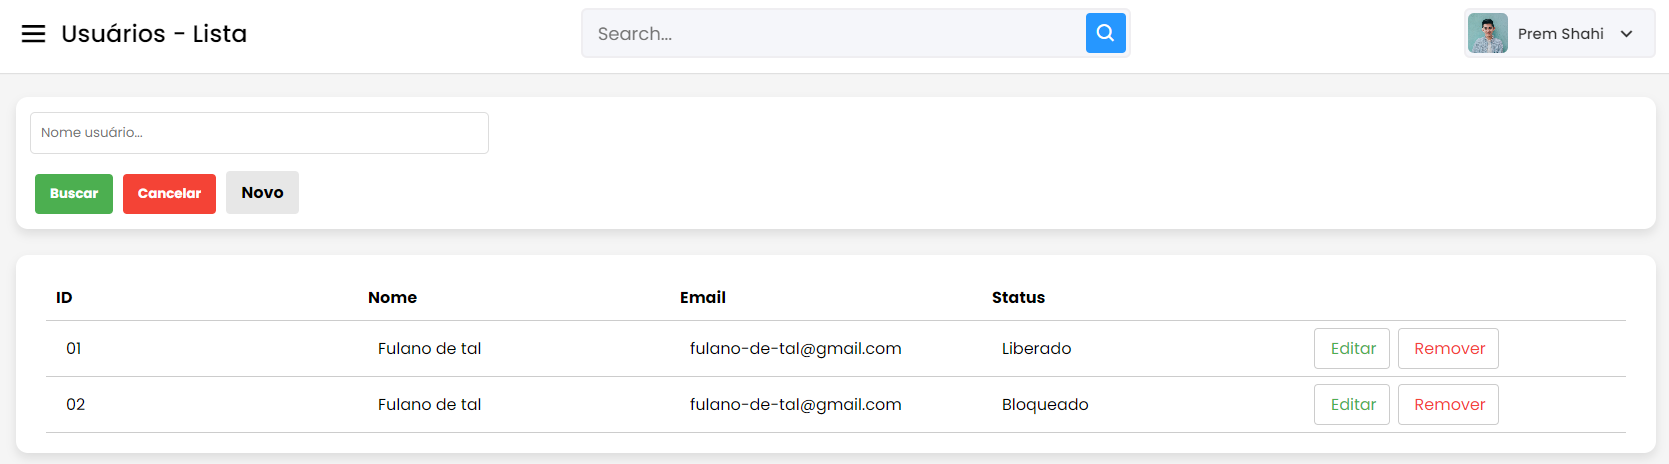 Usuários - Lista
Search...
Prem Shahi
Nome usuário...
Buscar Cancelar Novo
ID Nome Email Status
01 Fulano de tal fulano-de-tal@gmail.com Liberado Editar Remover
02 Fulano de tal fulano-de-tal@gmail.com Bloqueado Editar Remover